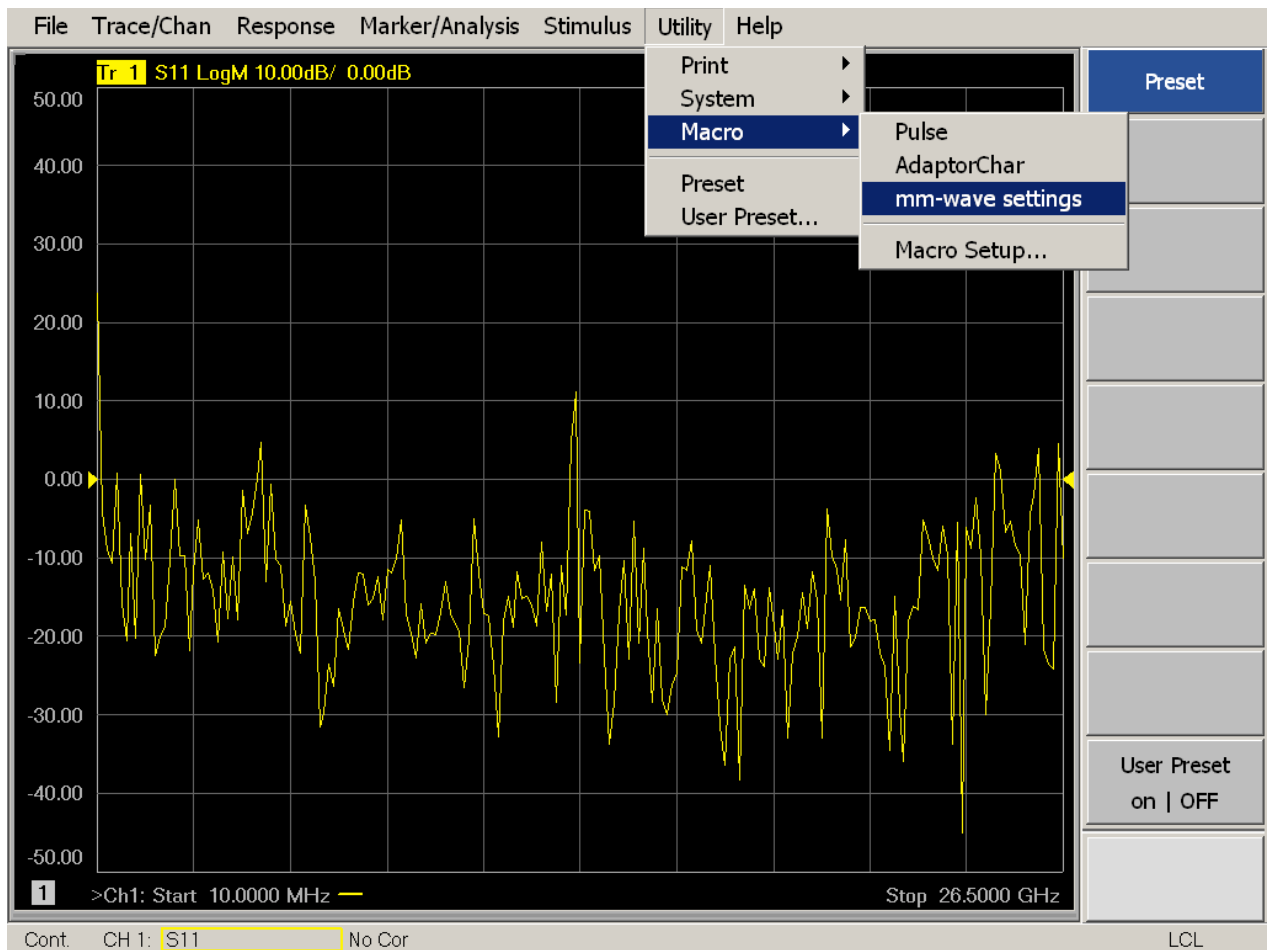 File Trace/Chan Response Marker/Analysis Stimulus Utility Help
Tr 1 S11 LogM 10.00dB/ 0.00dB
Print
System
Macro
Preset
User Preset...
Pulse
AdaptorChar
mm-wave settings
Macro Setup...
Preset
User Preset
on | OFF
50.00
40.00
30.00
20.00
10.00
0.00
-10.00
-20.00
-30.00
-40.00
-50.00
1 >Ch1: Start 10.0000 MHz Stop 26.5000 GHz
Cont. CH 1: S11 No Cor LCL